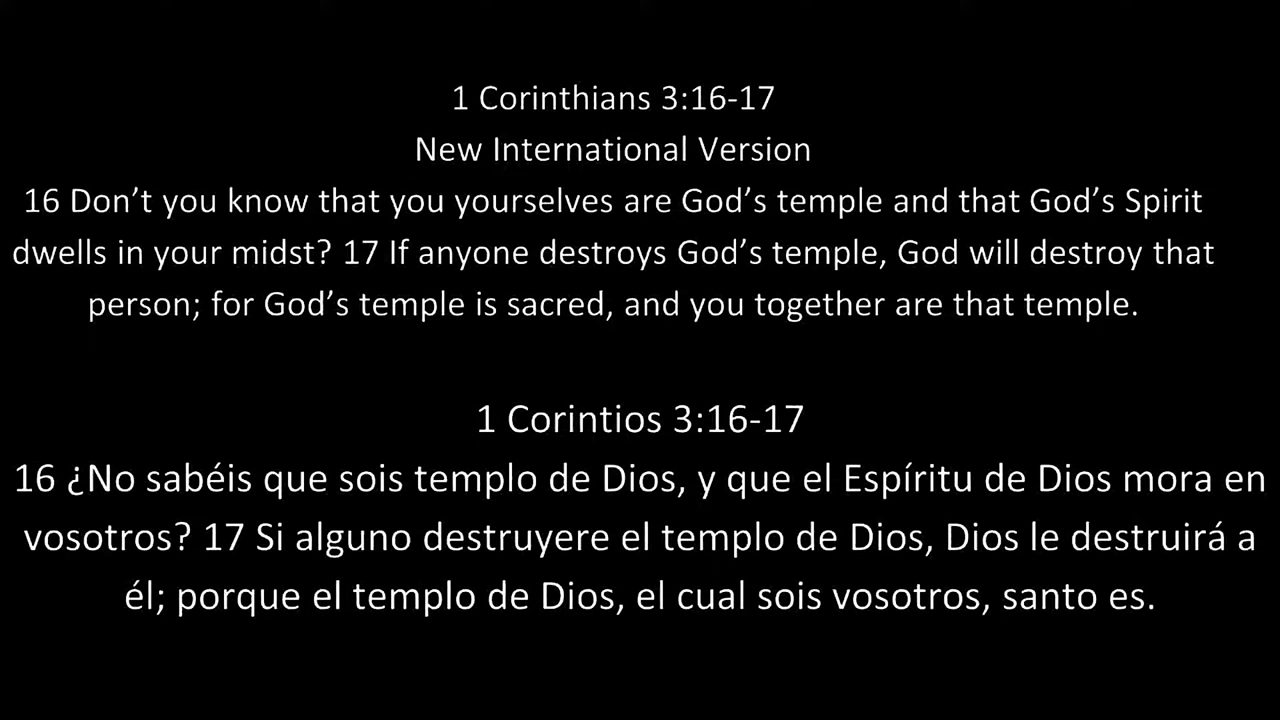 1 Corinthians 3:16-17
New International Version
16 Don’t you know that you yourselves are God’s temple and that God’s Spirit
dwells in your midst? 17 If anyone destroys God’s temple, God will destroy that
person; for God’s temple is sacred, and you together are that temple.
1 Corintios 3:16-17
16 ¿No sabéis que sois templo de Dios, y que el Espíritu de Dios mora en
vosotros? 17 Si alguno destruyere el templo de Dios, Dios le destruirá a
él; porque el templo de Dios, el cual sois vosotros, santo es.